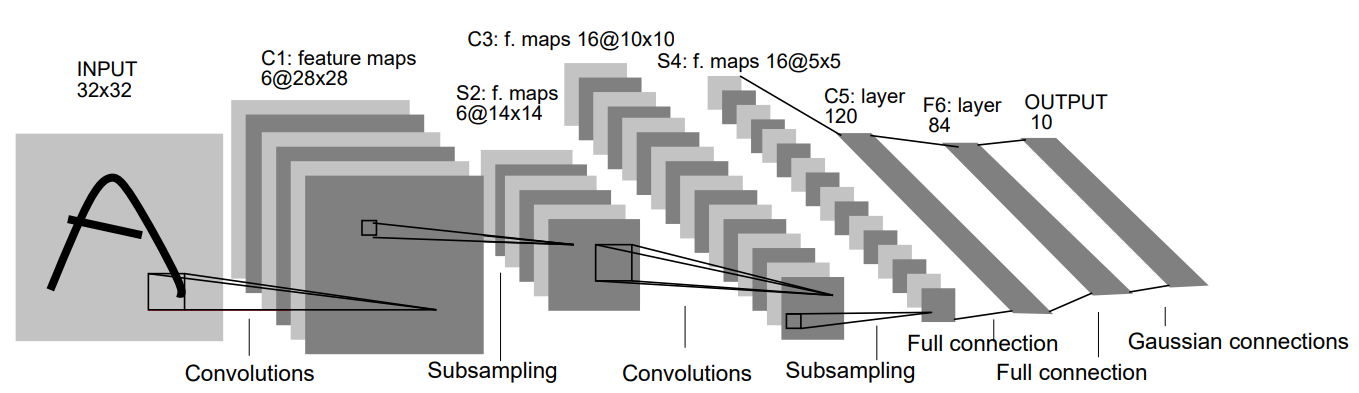 INPUT
32x32
C1: feature maps
6@28x28
S2: f. maps
6@14x14
C3: f. maps 16@10x10
S4: f. maps 16@5x5
C5: layer
120
F6: layer
84
OUTPUT
10
Convolutions
Subsampling
Convolutions
Subsampling
Full connection
Full connection
Gaussian connections